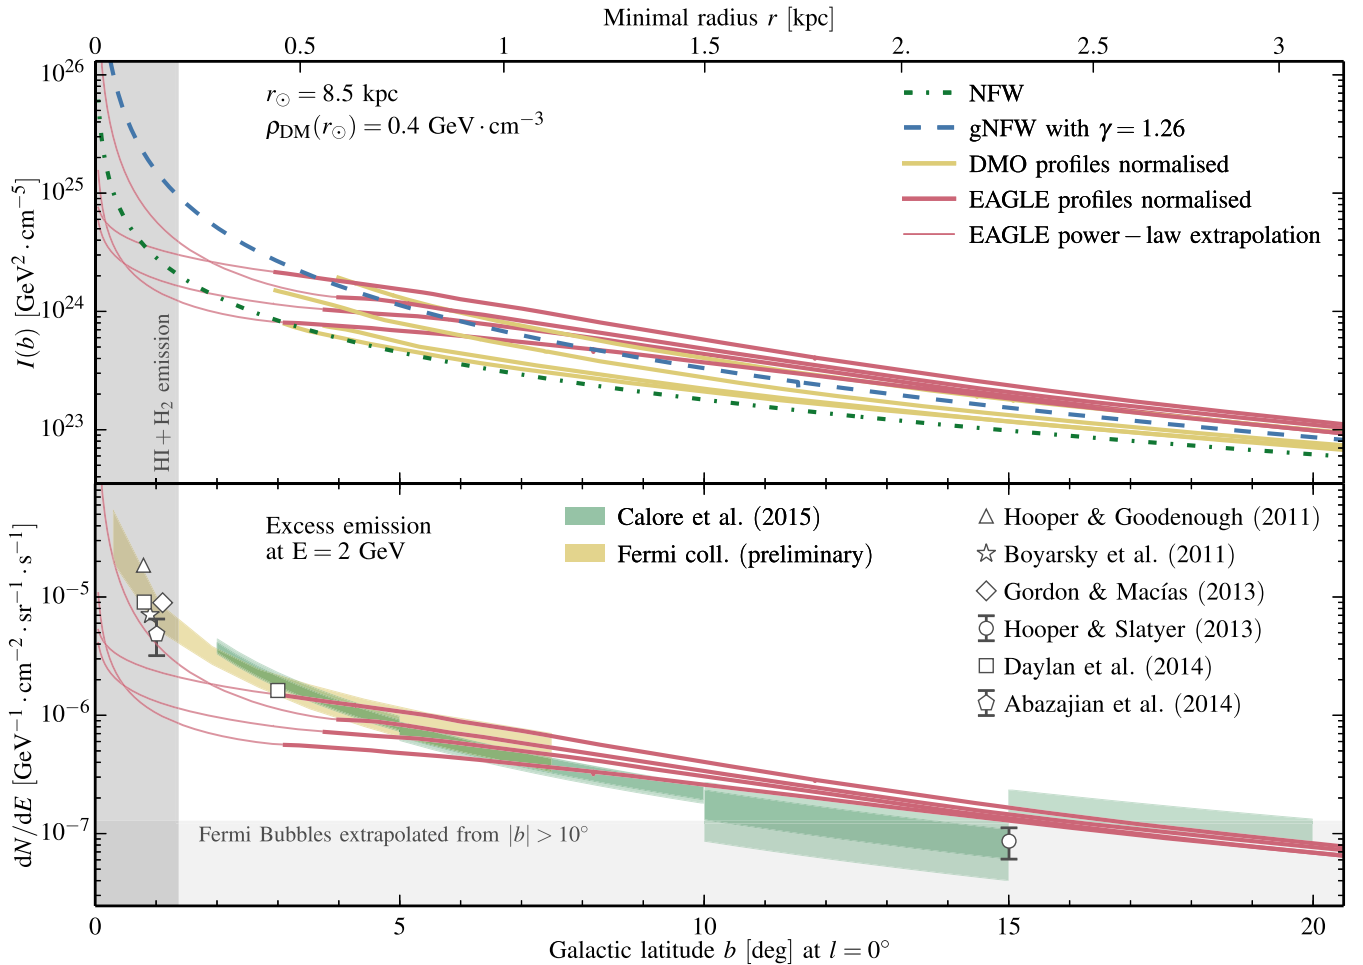 Minimal radius r [kpc]
0 0.5 1 1.5 2. 2.5 3
10^26
10^25
10^24
10^23
I(b) [GeV^2 · cm^−5]
r_⊙ = 8.5 kpc
ρ_DM(r_⊙) = 0.4 GeV · cm^−3
NFW
gNFW with γ = 1.26
DMO profiles normalised
EAGLE profiles normalised
EAGLE power−law extrapolation
HI + H_2 emission
10^−5
10^−6
10^−7
dN/dE [GeV^−1 · cm^−2 · sr^−1 · s^−1]
Excess emission
at E = 2 GeV
Calore et al. (2015)
Fermi coll. (preliminary)
Hooper & Goodenough (2011)
Boyarsky et al. (2011)
Gordon & Macías (2013)
Hooper & Slatyer (2013)
Daylan et al. (2014)
Abazajian et al. (2014)
Fermi Bubbles extrapolated from |b| > 10°
0 5 10 15 20
Galactic latitude b [deg] at l = 0°